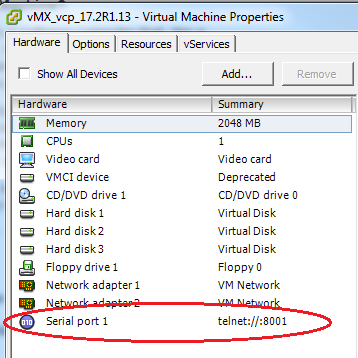 vMX_vcp_17.2R1.13 - Virtual Machine Properties
Hardware Options Resources vServices
Show All Devices Add... Remove
Hardware Summary
Memory 2048 MB
CPUs 1
Video card Video card
VMCI device Deprecated
CD/DVD drive 1 CD/DVD drive 0
Hard disk 1 Virtual Disk
Hard disk 2 Virtual Disk
Hard disk 3 Virtual Disk
Floppy drive 1 Floppy 0
Network adapter 1 VM Network
Network adapter 2 VM Network
Serial port 1 telnet://:8001